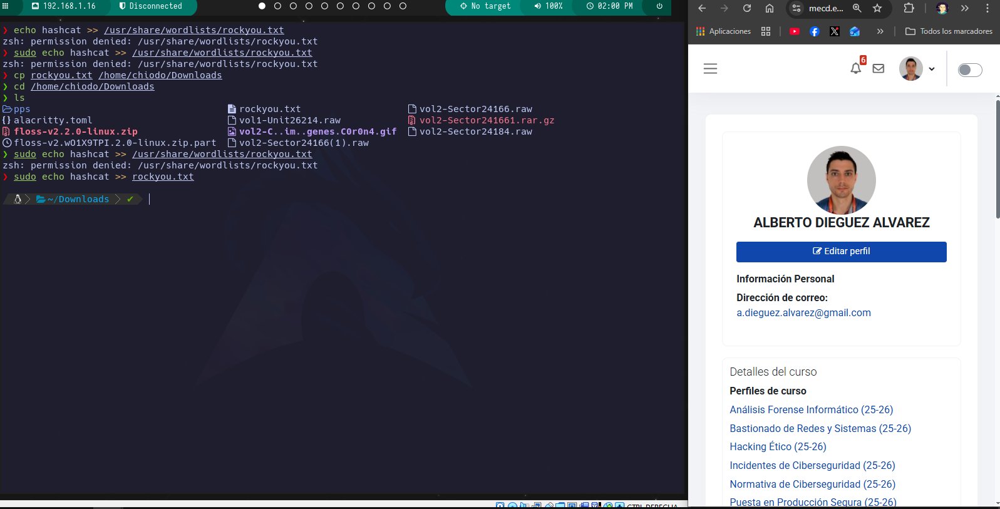 192.168.1.16 Disconnected No target 100% 02:00 PM
❯ echo hashcat >> /usr/share/wordlists/rockyou.txt
zsh: permission denied: /usr/share/wordlists/rockyou.txt
❯ sudo echo hashcat >> /usr/share/wordlists/rockyou.txt
zsh: permission denied: /usr/share/wordlists/rockyou.txt
❯ cp rockyou.txt /home/chiodo/Downloads
❯ cd /home/chiodo/Downloads
❯ ls
pps rockyou.txt vol2-Sector24166.raw
alacritty.toml vol1-Unit26214.raw vol2-Sector241661.rar.gz
floss-v2.2.0-linux.zip vol2-C..im..genes.C0r0n4.gif vol2-Sector24184.raw
floss-v2.wO1X9TPI.2.0-linux.zip.part vol2-Sector24166(1).raw
❯ sudo echo hashcat >> /usr/share/wordlists/rockyou.txt
zsh: permission denied: /usr/share/wordlists/rockyou.txt
❯ sudo echo hashcat >> rockyou.txt
~/Downloads ✔
CTRL DERECHA
mecd.e...
Aplicaciones
Todos los marcadores
6
ALBERTO DIEGUEZ ALVAREZ
Editar perfil
Información Personal
Dirección de correo:
a.dieguez.alvarez@gmail.com
Detalles del curso
Perfiles de curso
Análisis Forense Informático (25-26)
Bastionado de Redes y Sistemas (25-26)
Hacking Ético (25-26)
Incidentes de Ciberseguridad (25-26)
Normativa de Ciberseguridad (25-26)
Puesta en Producción Segura (25-26)